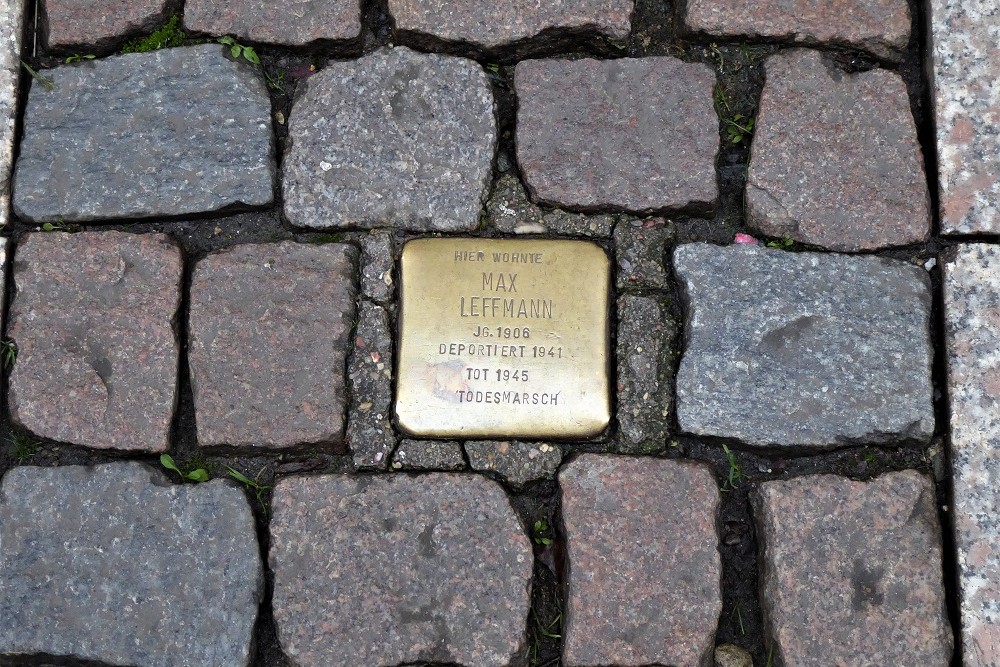 HIER WOHNTE
MAX
LEFFMANN
JG. 1906
DEPORTIERT 1941
TOT 1945
'TODESMARSCH'